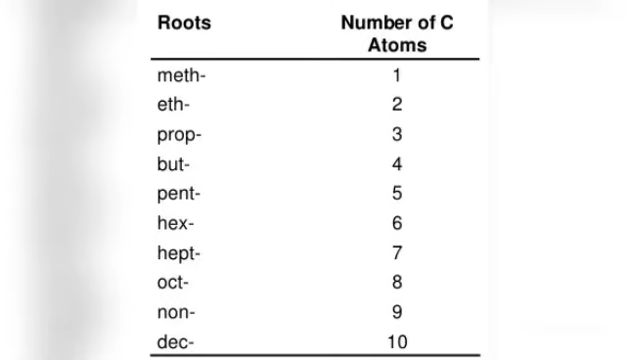 Roots Number of C
Atoms
meth- 1
eth- 2
prop- 3
but- 4
pent- 5
hex- 6
hept- 7
oct- 8
non- 9
dec- 10